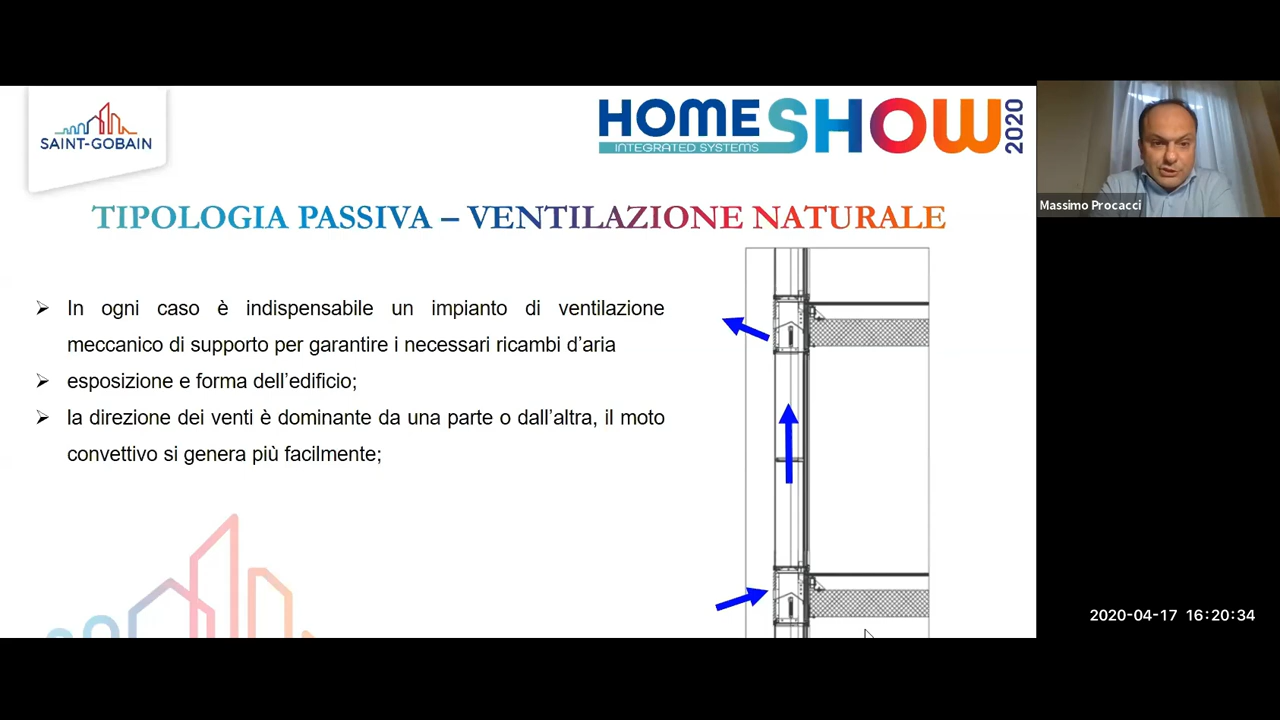 SAINT-GOBAIN
HOME SHOW 2020
INTEGRATED SYSTEMS
Massimo Procacci
TIPOLOGIA PASSIVA – VENTILAZIONE NATURALE
In ogni caso è indispensabile un impianto di ventilazione
meccanico di supporto per garantire i necessari ricambi d’aria
esposizione e forma dell’edificio;
la direzione dei venti è dominante da una parte o dall’altra, il moto
convettivo si genera più facilmente;
2020-04-17 16:20:34